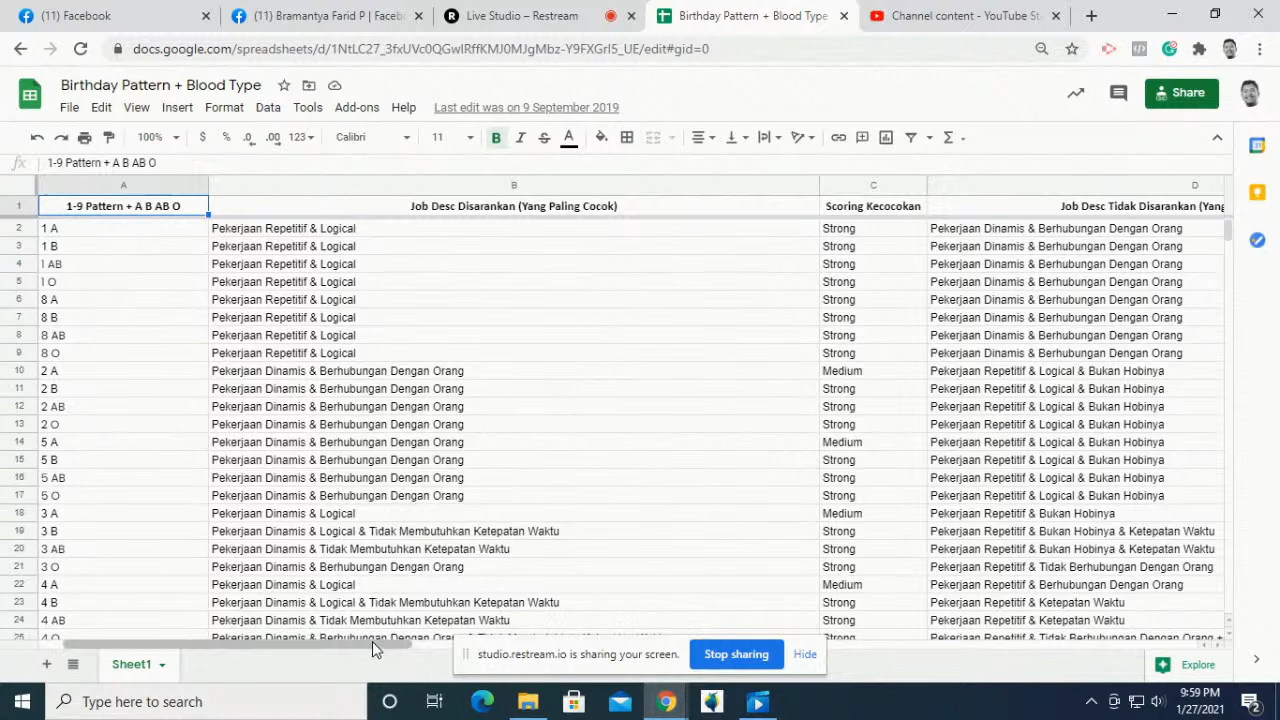 (11) Facebook
(11) Bramantya Farid P | Faceb
Live Studio – Restream
Birthday Pattern + Blood Type
Channel content - YouTube St
docs.google.com/spreadsheets/d/1NtLC27_3fxUVc0QGwlRffKMJ0MJgMbz-Y9FXGrI5_UE/edit#gid=0
Birthday Pattern + Blood Type
File Edit View Insert Format Data Tools Add-ons Help Last edit was on 9 September 2019
Share
100% $ % .0 .00 123 Calibri 11 B I S A
fx 1-9 Pattern + A B AB O
A B C D
1 1-9 Pattern + A B AB O Job Desc Disarankan (Yang Paling Cocok) Scoring Kecocokan Job Desc Tidak Disarankan (Yang
2 1 A Pekerjaan Repetitif & Logical Strong Pekerjaan Dinamis & Berhubungan Dengan Orang
3 1 B Pekerjaan Repetitif & Logical Strong Pekerjaan Dinamis & Berhubungan Dengan Orang
4 1 AB Pekerjaan Repetitif & Logical Strong Pekerjaan Dinamis & Berhubungan Dengan Orang
5 1 O Pekerjaan Repetitif & Logical Strong Pekerjaan Dinamis & Berhubungan Dengan Orang
6 8 A Pekerjaan Repetitif & Logical Strong Pekerjaan Dinamis & Berhubungan Dengan Orang
7 8 B Pekerjaan Repetitif & Logical Strong Pekerjaan Dinamis & Berhubungan Dengan Orang
8 8 AB Pekerjaan Repetitif & Logical Strong Pekerjaan Dinamis & Berhubungan Dengan Orang
9 8 O Pekerjaan Repetitif & Logical Strong Pekerjaan Dinamis & Berhubungan Dengan Orang
10 2 A Pekerjaan Dinamis & Berhubungan Dengan Orang Medium Pekerjaan Repetitif & Logical & Bukan Hobinya
11 2 B Pekerjaan Dinamis & Berhubungan Dengan Orang Strong Pekerjaan Repetitif & Logical & Bukan Hobinya
12 2 AB Pekerjaan Dinamis & Berhubungan Dengan Orang Strong Pekerjaan Repetitif & Logical & Bukan Hobinya
13 2 O Pekerjaan Dinamis & Berhubungan Dengan Orang Strong Pekerjaan Repetitif & Logical & Bukan Hobinya
14 5 A Pekerjaan Dinamis & Berhubungan Dengan Orang Medium Pekerjaan Repetitif & Logical & Bukan Hobinya
15 5 B Pekerjaan Dinamis & Berhubungan Dengan Orang Strong Pekerjaan Repetitif & Logical & Bukan Hobinya
16 5 AB Pekerjaan Dinamis & Berhubungan Dengan Orang Strong Pekerjaan Repetitif & Logical & Bukan Hobinya
17 5 O Pekerjaan Dinamis & Berhubungan Dengan Orang Strong Pekerjaan Repetitif & Logical & Bukan Hobinya
18 3 A Pekerjaan Dinamis & Logical Medium Pekerjaan Repetitif & Bukan Hobinya
19 3 B Pekerjaan Dinamis & Logical & Tidak Membutuhkan Ketepatan Waktu Strong Pekerjaan Repetitif & Bukan Hobinya & Ketepatan Waktu
20 3 AB Pekerjaan Dinamis & Tidak Membutuhkan Ketepatan Waktu Strong Pekerjaan Repetitif & Bukan Hobinya & Ketepatan Waktu
21 3 O Pekerjaan Dinamis & Berhubungan Dengan Orang Strong Pekerjaan Repetitif & Tidak Berhubungan Dengan Orang
22 4 A Pekerjaan Dinamis & Logical Medium Pekerjaan Repetitif & Berhubungan Dengan Orang
23 4 B Pekerjaan Dinamis & Logical & Tidak Membutuhkan Ketepatan Waktu Strong Pekerjaan Repetitif & Ketepatan Waktu
24 4 AB Pekerjaan Dinamis & Tidak Membutuhkan Ketepatan Waktu Strong Pekerjaan Repetitif & Ketepatan Waktu
25 4 O Pekerjaan Dinamis & Berhubungan Dengan Strong Pekerjaan Repetitif & Tidak Berhubungan Dengan Orang
studio.restream.io is sharing your screen. Stop sharing Hide
Sheet1
Explore
Type here to search
9:59 PM
1/27/2021
2